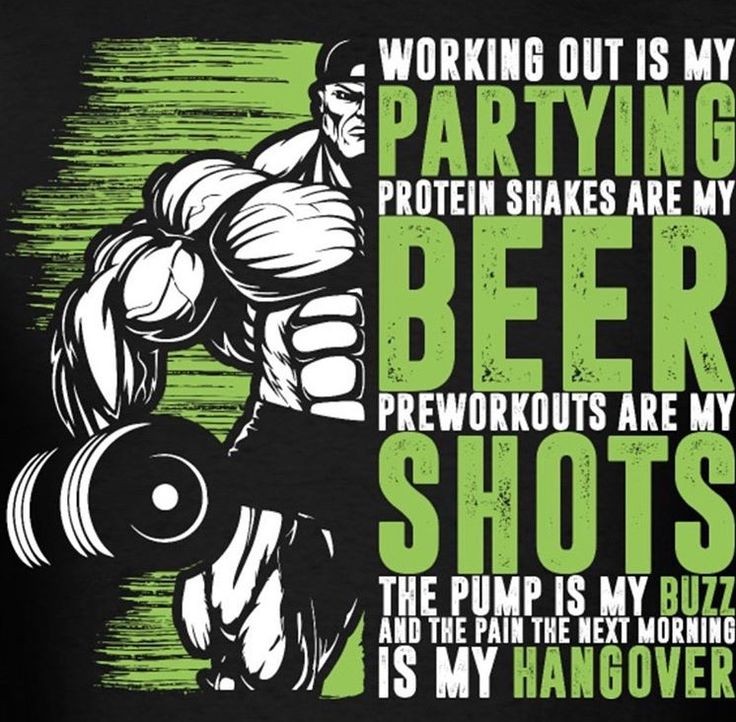 WORKING OUT IS MY
PARTYING
PROTEIN SHAKES ARE MY
BEER
PREWORKOUTS ARE MY
SHOTS
THE PUMP IS MY BUZZ
AND THE PAIN THE NEXT MORNING
IS MY HANGOVER